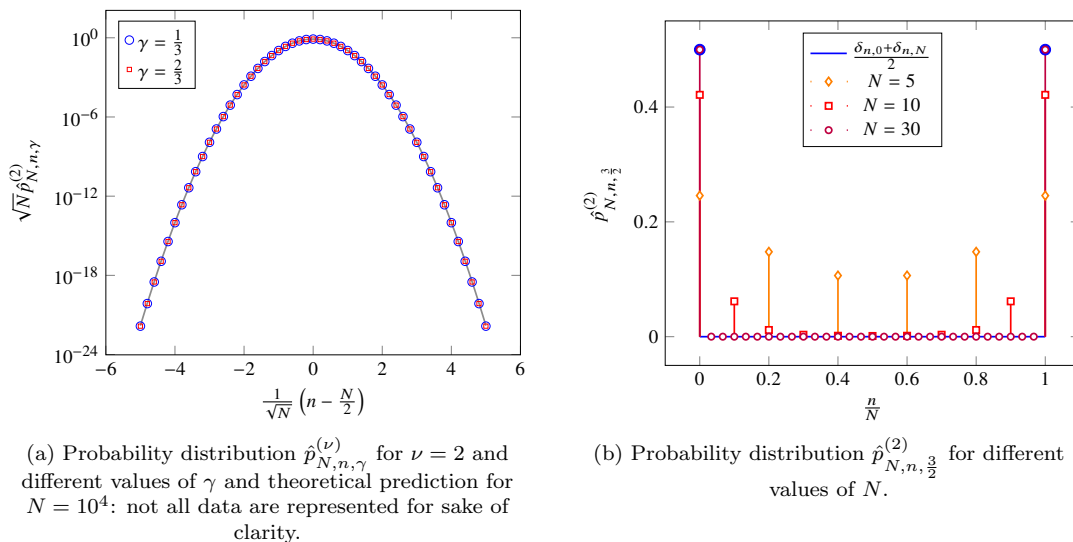 γ = 1/3
γ = 2/3
10^0
10^−6
10^−12
10^−18
10^−24
√N p̂^(2)_{N,n,γ}
−6 −4 −2 0 2 4 6
1/√N (n − N/2)
(a) Probability distribution p̂^(ν)_{N,n,γ} for ν = 2 and
different values of γ and theoretical prediction for
N = 10^4: not all data are represented for sake of
clarity.
(δ_{n,0}+δ_{n,N})/2
N = 5
N = 10
N = 30
0.4
0.2
0
p̂^(2)_{N,n,3/2}
0 0.2 0.4 0.6 0.8 1
n/N
(b) Probability distribution p̂^(2)_{N,n,3/2} for different
values of N.